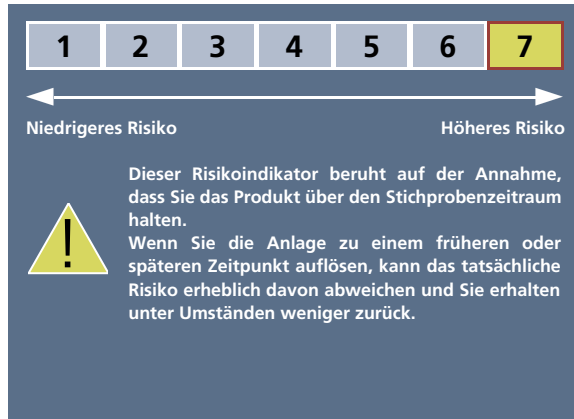 1 2 3 4 5 6 7
Niedrigeres Risiko Höheres Risiko
Dieser Risikoindikator beruht auf der Annahme,
dass Sie das Produkt über den Stichprobenzeitraum
halten.
Wenn Sie die Anlage zu einem früheren oder
späteren Zeitpunkt auflösen, kann das tatsächliche
Risiko erheblich davon abweichen und Sie erhalten
unter Umständen weniger zurück.
!